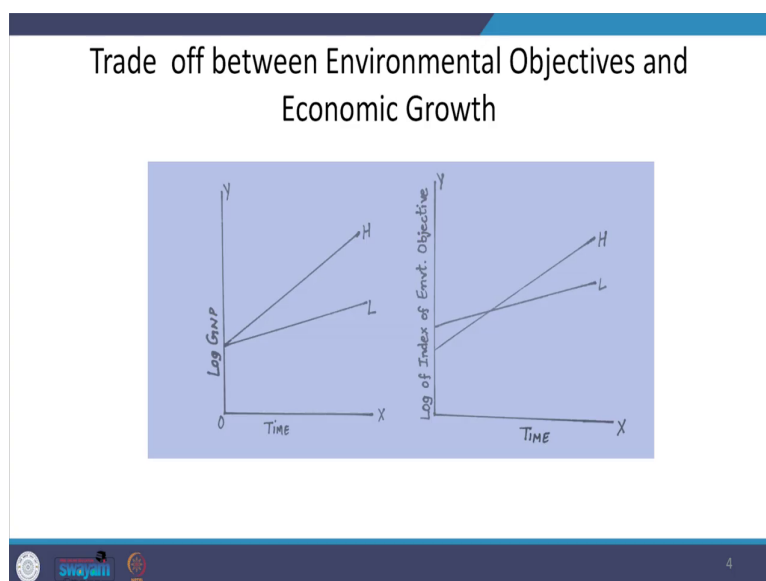 Trade off between Environmental Objectives and
Economic Growth
Y
H
L
Log GNP
O
TIME
X
Y
H
L
Log of Index of Envt. Objective
TIME
X
swayam
4